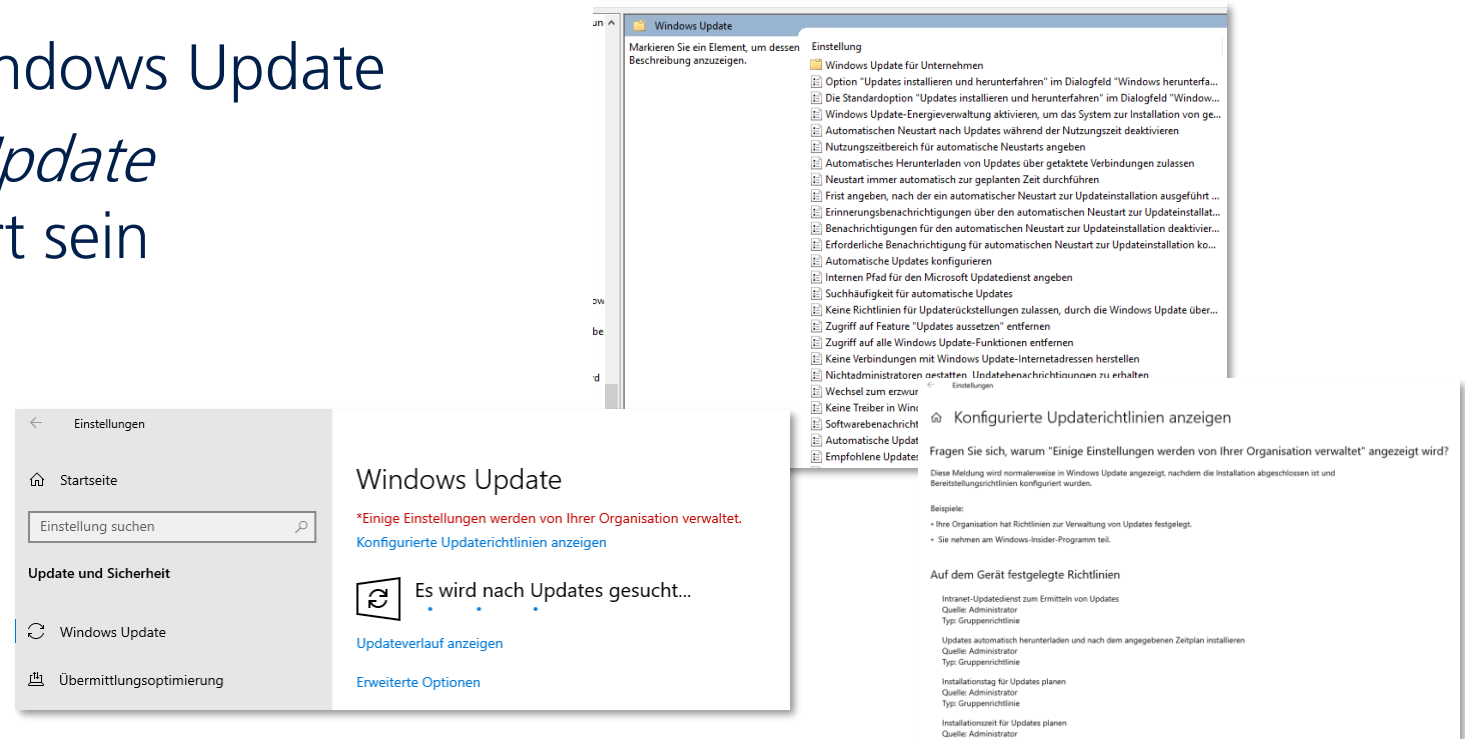 ndows Update
Update
rt sein
un
Windows Update
Markieren Sie ein Element, um dessen
Beschreibung anzuzeigen.
Einstellung
Windows Update für Unternehmen
Option "Updates installieren und herunterfahren" im Dialogfeld "Windows herunterfa...
Die Standardoption "Updates installieren und herunterfahren" im Dialogfeld "Window...
Windows Update-Energieverwaltung aktivieren, um das System zur Installation von ge...
Automatischen Neustart nach Updates während der Nutzungszeit deaktivieren
Nutzungszeitbereich für automatische Neustarts angeben
Automatisches Herunterladen von Updates über getaktete Verbindungen zulassen
Neustart immer automatisch zur geplanten Zeit durchführen
Frist angeben, nach der ein automatischer Neustart zur Updateinstallation ausgeführt ...
Erinnerungsbenachrichtigungen über den automatischen Neustart zur Updateinstallat...
Benachrichtigungen für den automatischen Neustart zur Updateinstallation deaktivier...
Erforderliche Benachrichtigung für automatischen Neustart zur Updateinstallation ko...
Automatische Updates konfigurieren
Internen Pfad für den Microsoft Updatedienst angeben
Suchhäufigkeit für automatische Updates
Keine Richtlinien für Updaterückstellungen zulassen, durch die Windows Update über...
Zugriff auf Feature "Updates aussetzen" entfernen
Zugriff auf alle Windows Update-Funktionen entfernen
Keine Verbindungen mit Windows Update-Internetadressen herstellen
Nichtadministratoren gestatten, Updatebenachrichtigungen zu erhalten
Wechsel zum erzwur
Keine Treiber in Wind
Softwarebenachricht
Automatische Updat
Empfohlene Updates
ow
be
rd
Einstellungen
Startseite
Einstellung suchen
Update und Sicherheit
Windows Update
Übermittlungsoptimierung
Windows Update
*Einige Einstellungen werden von Ihrer Organisation verwaltet.
Konfigurierte Updaterichtlinien anzeigen
Es wird nach Updates gesucht...
Updateverlauf anzeigen
Erweiterte Optionen
Einstellungen
Konfigurierte Updaterichtlinien anzeigen
Fragen Sie sich, warum "Einige Einstellungen werden von Ihrer Organisation verwaltet" angezeigt wird?
Diese Meldung wird normalerweise in Windows Update angezeigt, nachdem die Installation abgeschlossen ist und
Bereitstellungsrichtlinien konfiguriert wurden.
Beispiele:
• Ihre Organisation hat Richtlinien zur Verwaltung von Updates festgelegt.
• Sie nehmen am Windows-Insider-Programm teil.
Auf dem Gerät festgelegte Richtlinien
Intranet-Updatedienst zum Ermitteln von Updates
Quelle: Administrator
Typ: Gruppenrichtlinie
Updates automatisch herunterladen und nach dem angegebenen Zeitplan installieren
Quelle: Administrator
Typ: Gruppenrichtlinie
Installationstag für Updates planen
Quelle: Administrator
Typ: Gruppenrichtlinie
Installationszeit für Updates planen
Quelle: Administrator